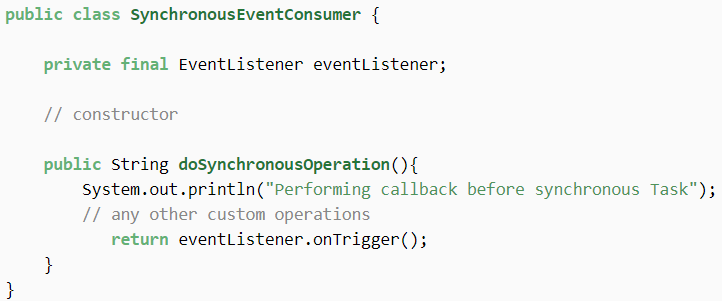 public class SynchronousEventConsumer {
private final EventListener eventListener;
// constructor
public String doSynchronousOperation(){
System.out.println("Performing callback before synchronous Task");
// any other custom operations
return eventListener.onTrigger();
}
}